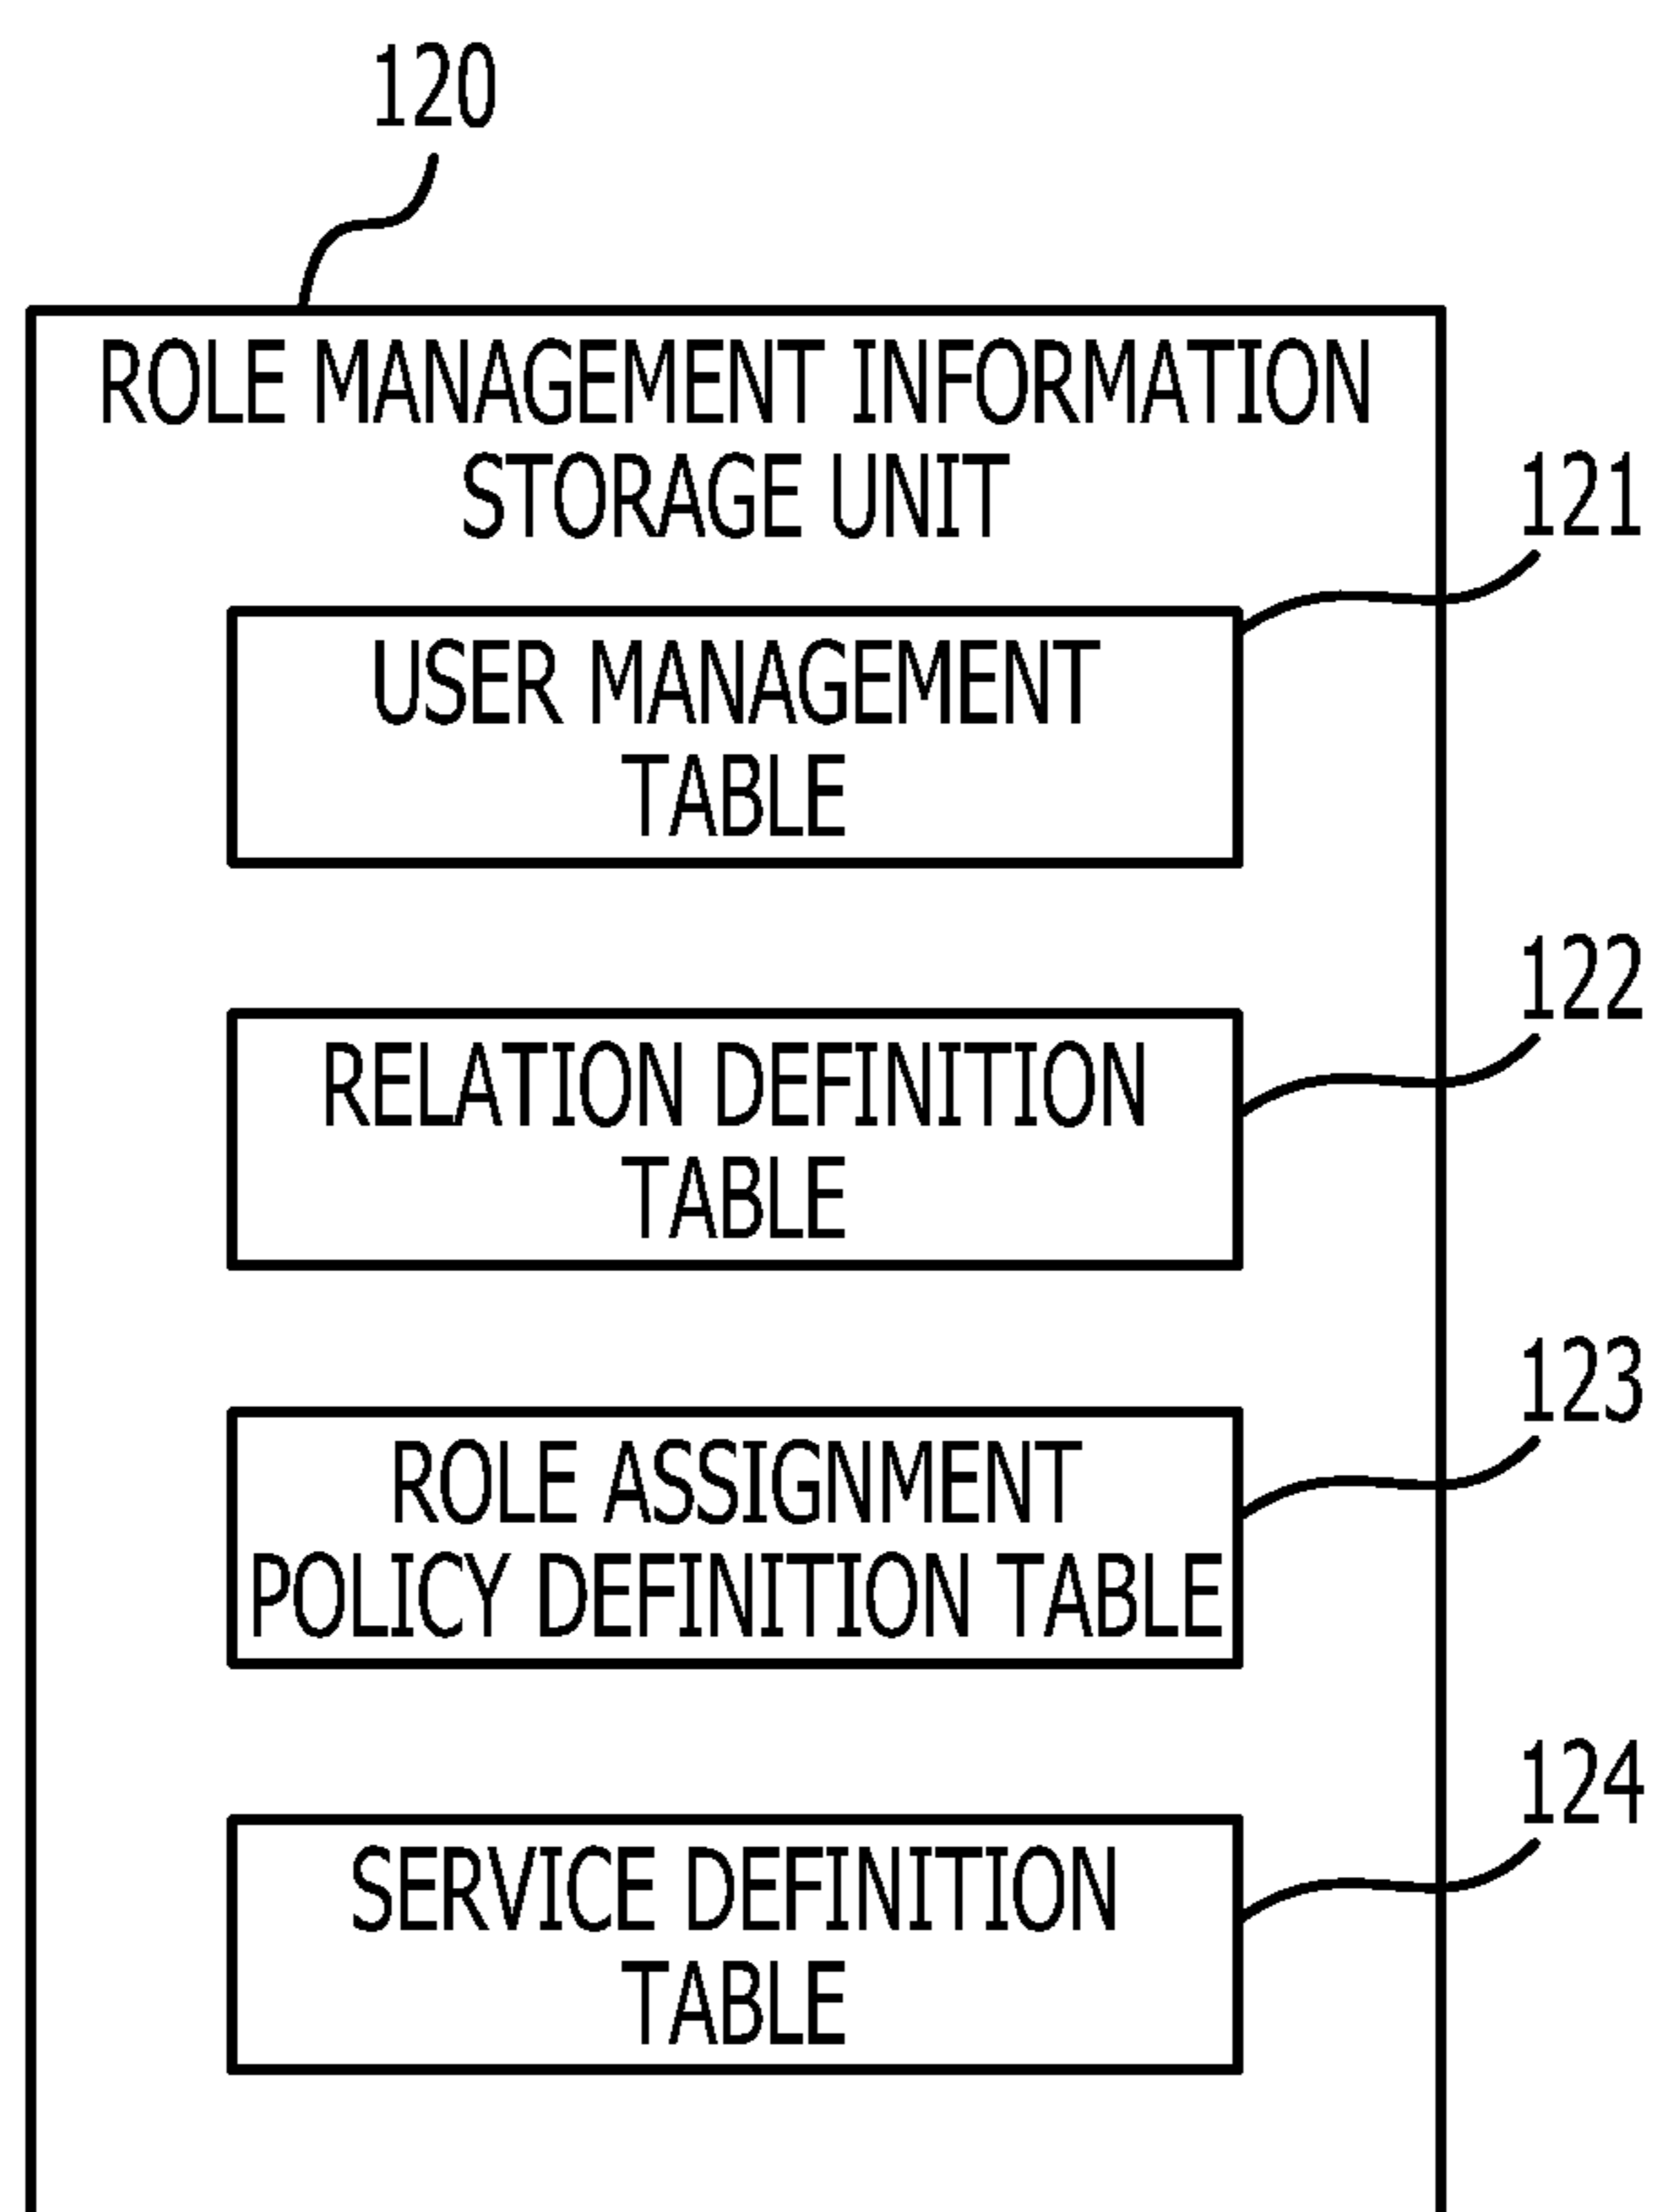 120
ROLE MANAGEMENT INFORMATION
STORAGE UNIT
121
USER MANAGEMENT
TABLE
122
RELATION DEFINITION
TABLE
123
ROLE ASSIGNMENT
POLICY DEFINITION TABLE
124
SERVICE DEFINITION
TABLE